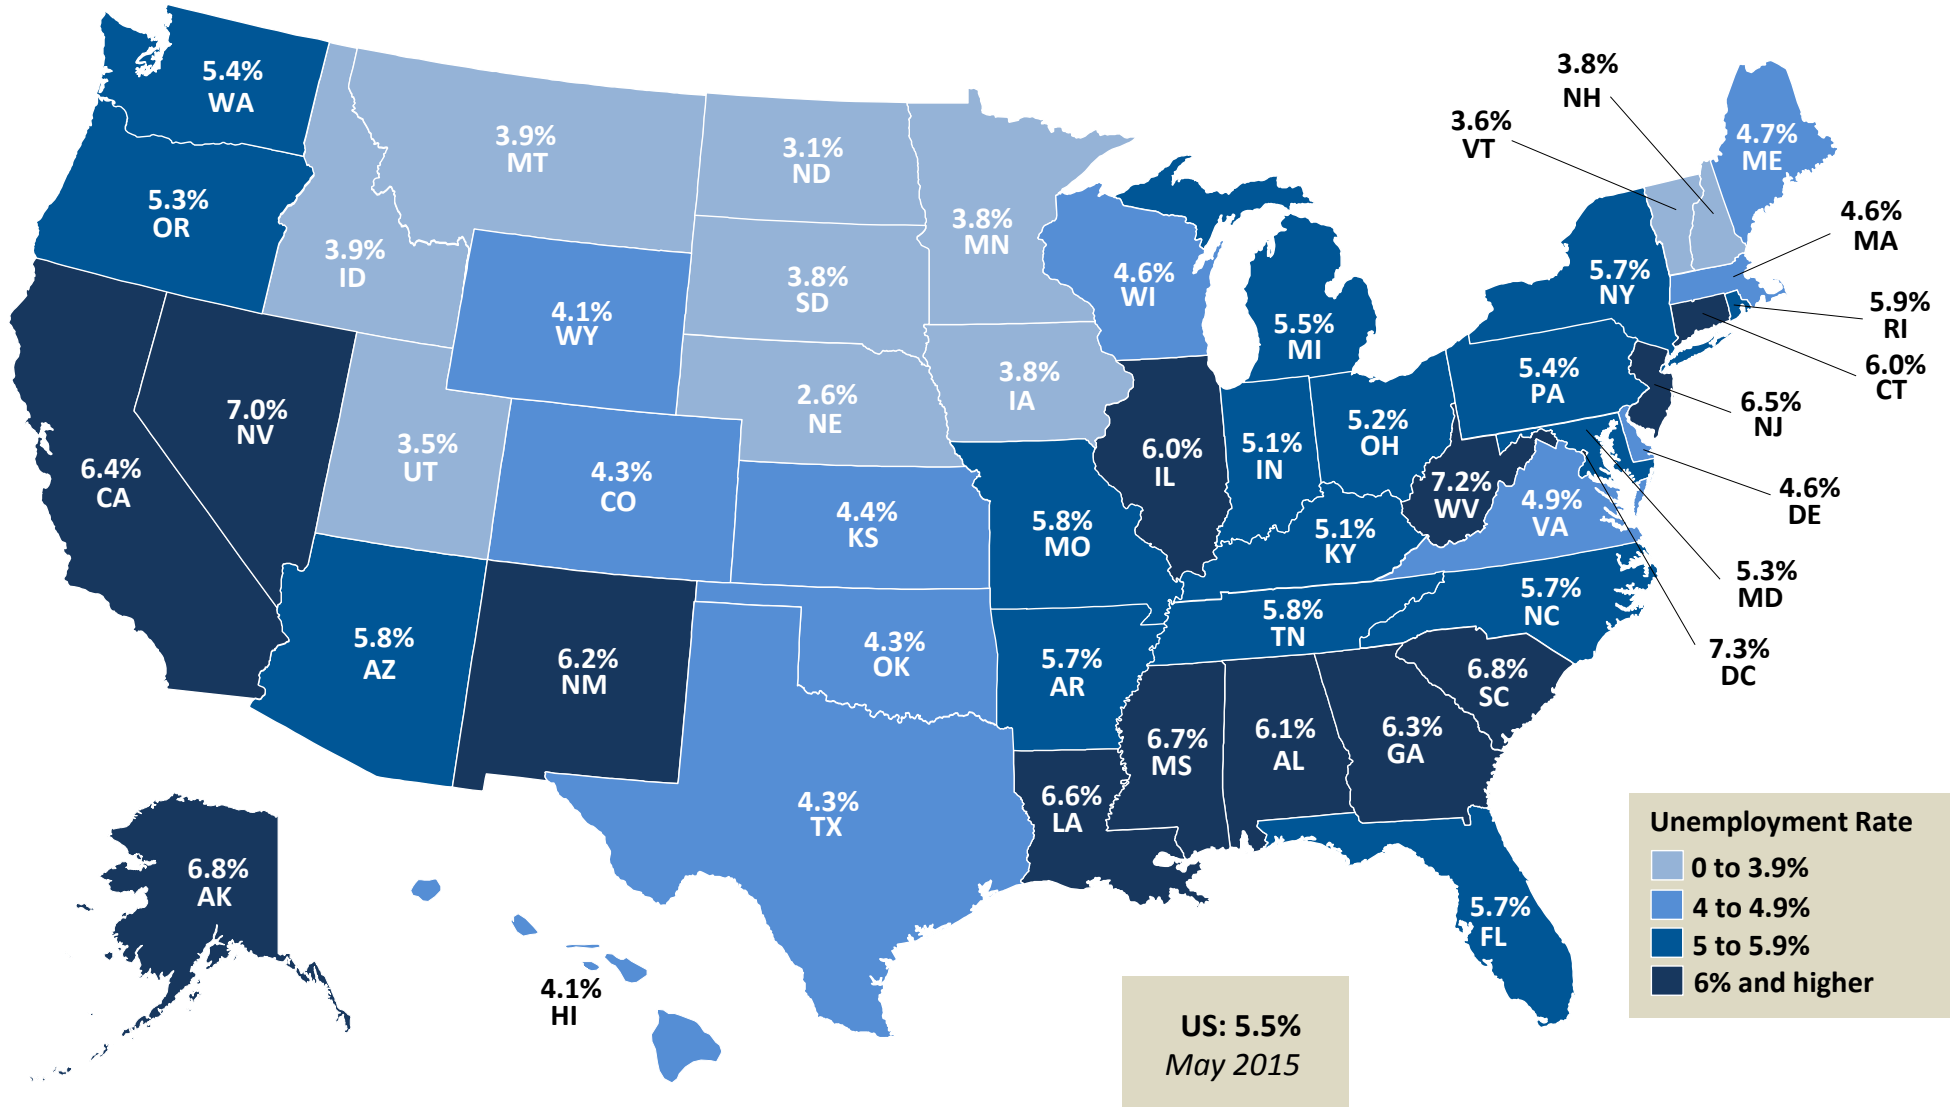 5.4%
WA
5.3%
OR
3.9%
MT
3.9%
ID
3.1%
ND
3.8%
SD
3.8%
MN
4.6%
WI
4.1%
WY
2.6%
NE
3.8%
IA
5.5%
MI
7.0%
NV
6.4%
CA
3.5%
UT
4.3%
CO
4.4%
KS
5.8%
MO
6.0%
IL
5.1%
IN
5.2%
OH
5.4%
PA
5.7%
NY
3.6%
VT
3.8%
NH
4.7%
ME
4.6%
MA
5.9%
RI
6.0%
CT
6.5%
NJ
4.6%
DE
5.3%
MD
7.3%
DC
7.2%
WV
4.9%
VA
5.1%
KY
5.8%
TN
5.7%
NC
6.8%
SC
6.3%
GA
6.1%
AL
6.7%
MS
6.6%
LA
5.7%
AR
4.3%
OK
4.3%
TX
6.2%
NM
5.8%
AZ
5.7%
FL
6.8%
AK
4.1%
HI
US: 5.5%
May 2015
Unemployment Rate
0 to 3.9%
4 to 4.9%
5 to 5.9%
6% and higher